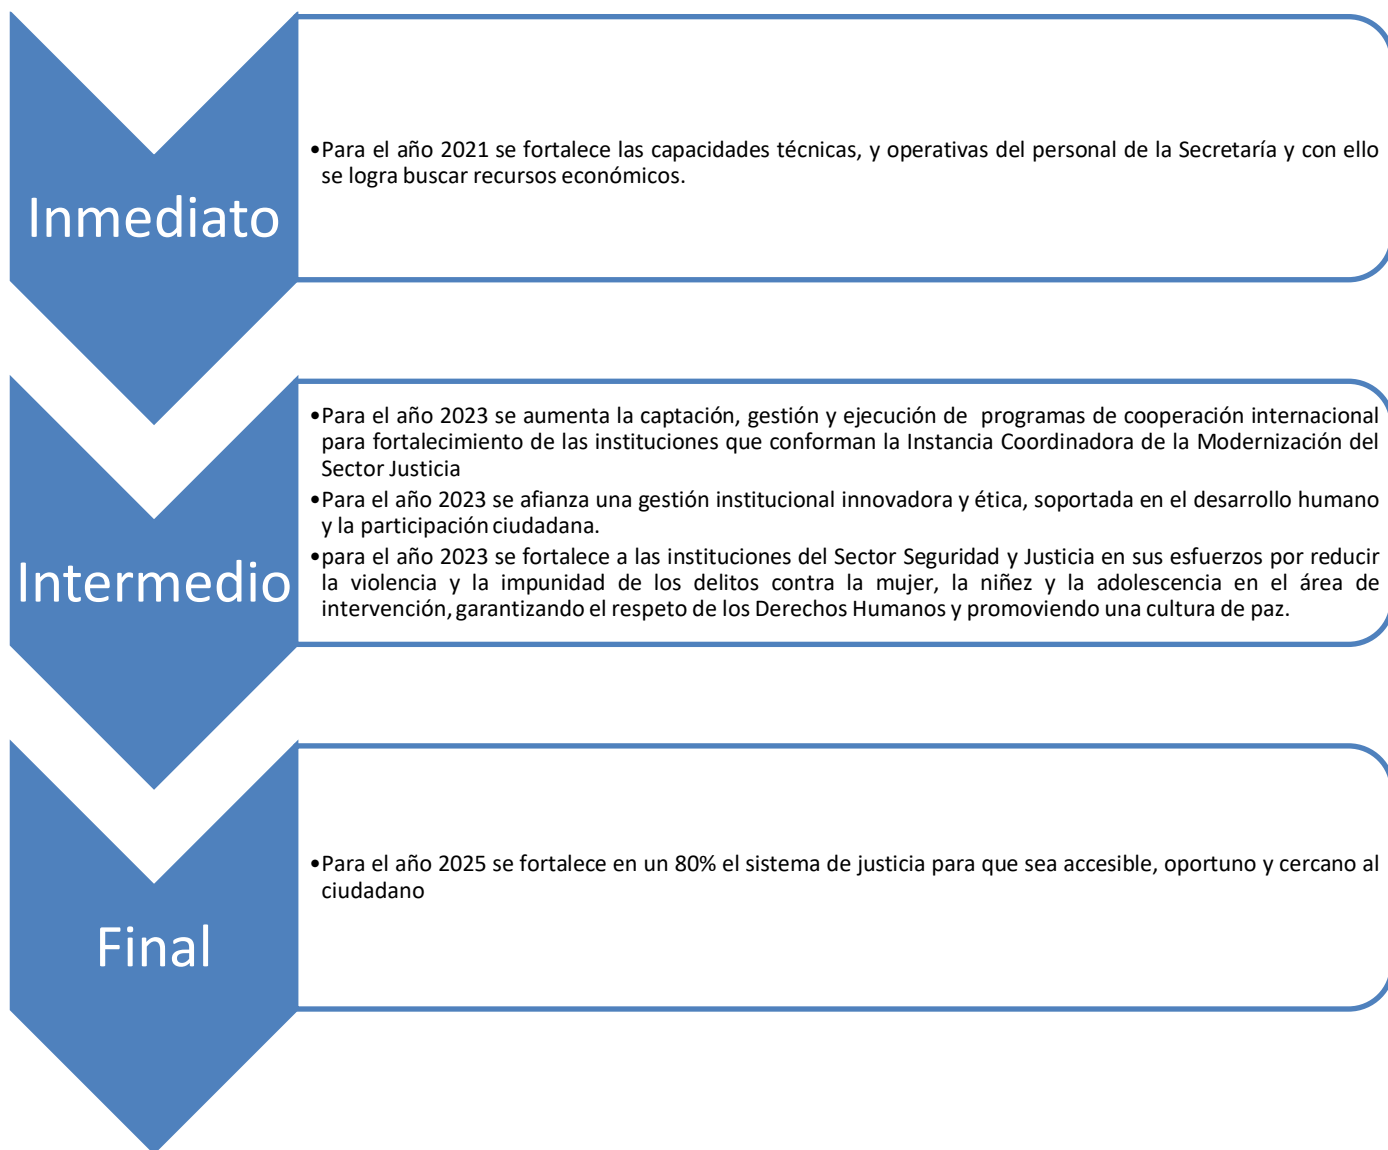 Inmediato
•Para el año 2021 se fortalece las capacidades técnicas, y operativas del personal de la Secretaría y con ello
se logra buscar recursos económicos.
Intermedio
•Para el año 2023 se aumenta la captación, gestión y ejecución de programas de cooperación internacional
para fortalecimiento de las instituciones que conforman la Instancia Coordinadora de la Modernización del
Sector Justicia
•Para el año 2023 se afianza una gestión institucional innovadora y ética, soportada en el desarrollo humano
y la participación ciudadana.
•para el año 2023 se fortalece a las instituciones del Sector Seguridad y Justicia en sus esfuerzos por reducir
la violencia y la impunidad de los delitos contra la mujer, la niñez y la adolescencia en el área de
intervención, garantizando el respeto de los Derechos Humanos y promoviendo una cultura de paz.
Final
•Para el año 2025 se fortalece en un 80% el sistema de justicia para que sea accesible, oportuno y cercano al
ciudadano